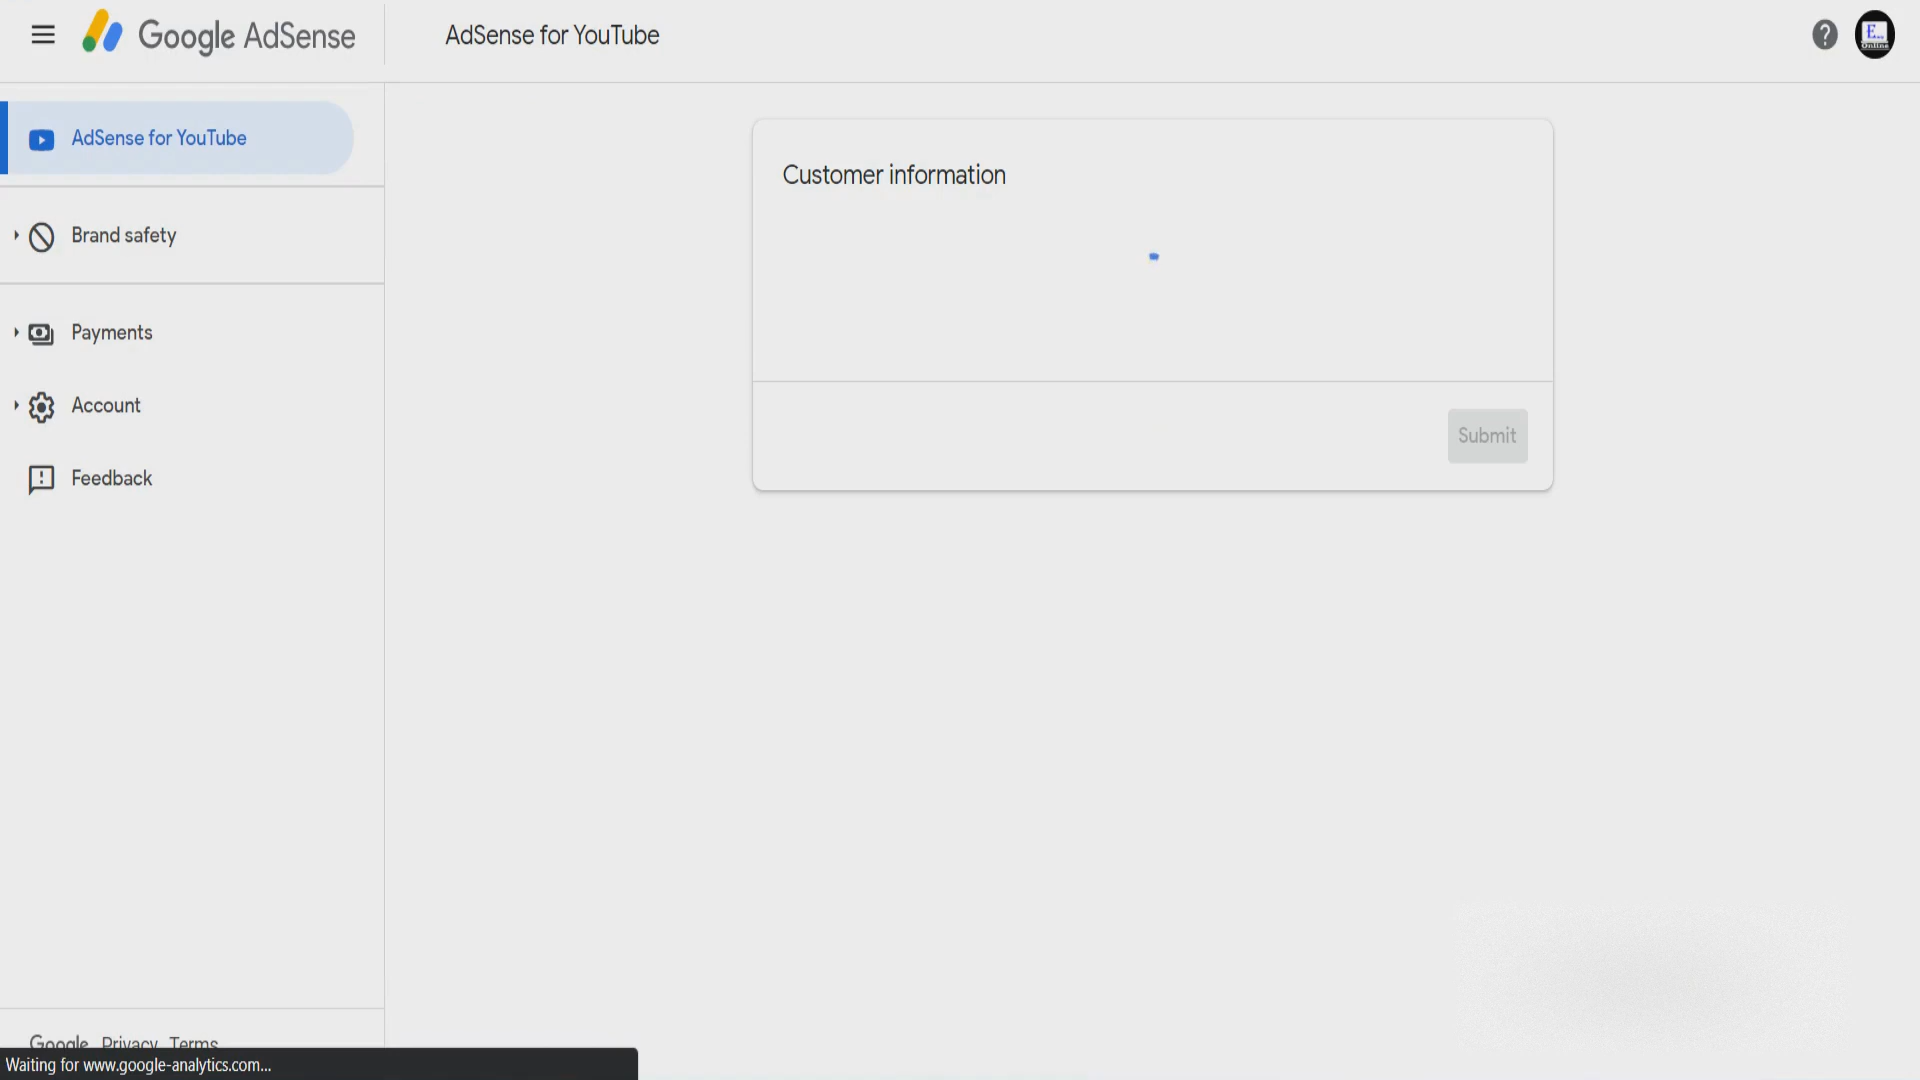 Google AdSense
AdSense for YouTube
E...
Online
AdSense for YouTube
Brand safety
Payments
Account
Feedback
Customer information
Submit
Google Privacy Terms
Waiting for www.google-analytics.com...